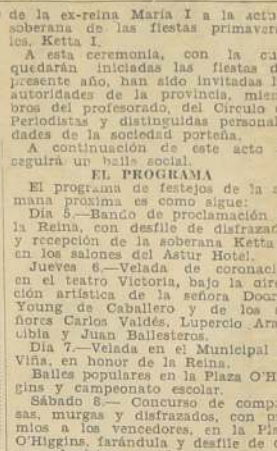 de la ex-reina María I a la actu
soberana de las fiestas primaver
les, Ketta I.
A esta ceremonia, con la cu
quedarán iniciadas las fiestas d
presente año, han sido invitadas l
autoridades de la provincia, miem
bros del profesorado, del Círculo
Periodistas y distinguidas personal
dades de la sociedad porteña.
A continuación de este acto
seguirá un baile social.
EL PROGRAMA
El programa de festejos de la s
mana próxima es como sigue:
Día 5.—Bando de proclamación
la Reina, con desfile de disfrazad
y recepción de la soberana Ketta
en los salones del Astur Hotel.
Jueves 6.—Velada de coronaci
en el teatro Victoria, bajo la dire
ción artística de la señora Doo
Young de Caballero y de los s
ñores Carlos Valdés, Lupercio Ar
cibia y Juan Ballesteros.
Día 7.—Velada en el Municipal
Viña, en honor de la Reina.
Bailes populares en la Plaza O'H
gins y campeonato escolar.
Sábado 8.— Concurso de comp
sas, murgas y disfrazados, con p
mios a los vencedores, en la Pla
O'Higgins, farándula y desfile de